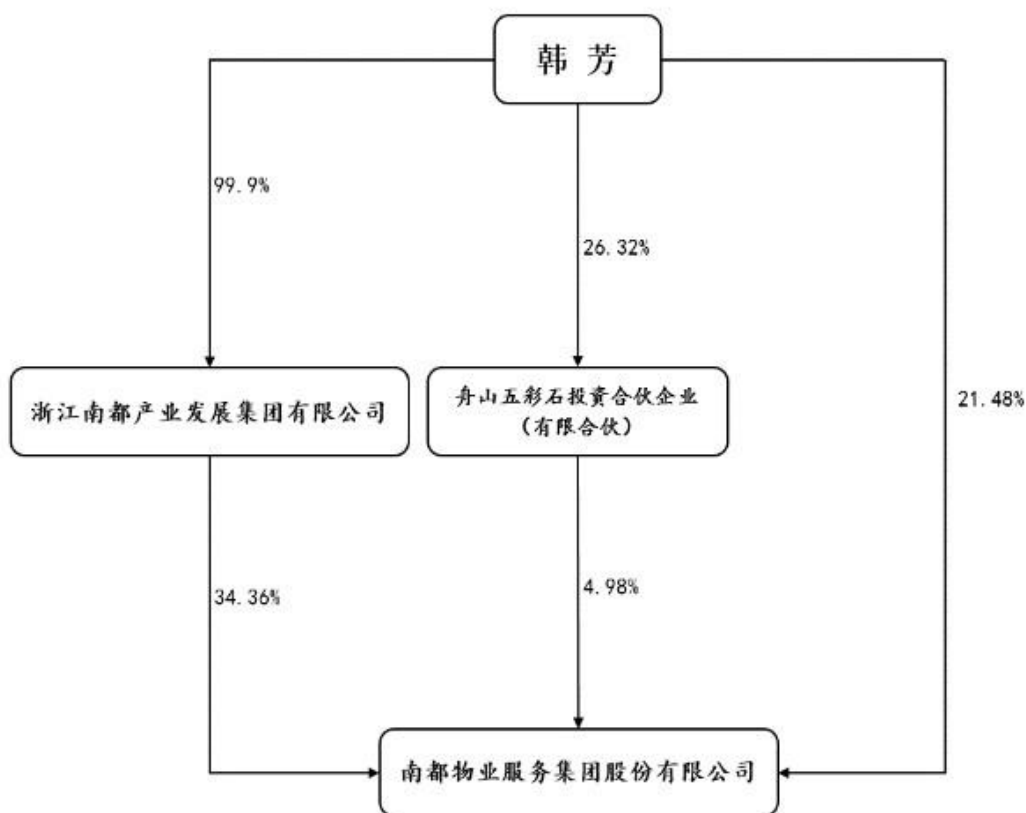 韩 芳
99.9%
26.32%
浙江南都产业发展集团有限公司
舟山五彩石投资合伙企业
(有限合伙)
21.48%
34.36%
4.98%
南都物业服务集团股份有限公司